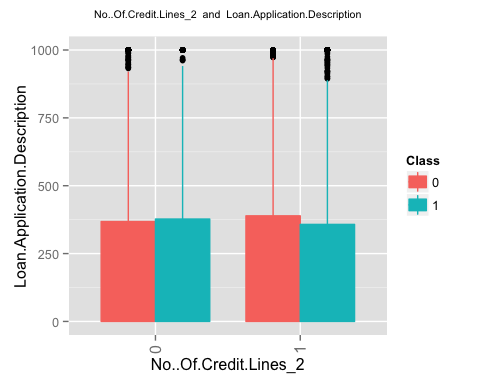 No..Of.Credit.Lines_2 and Loan.Application.Description
1000
750
500
250
0
Loan.Application.Description
0
1
No..Of.Credit.Lines_2
Class
0
1